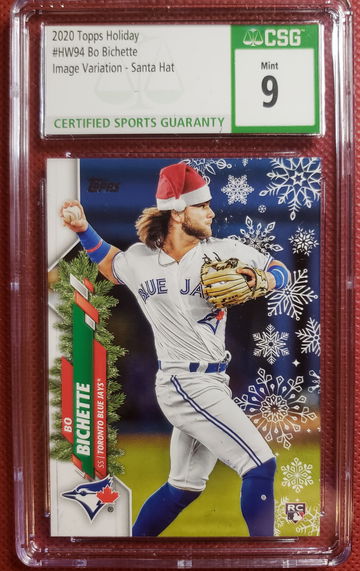 2020 Topps Holiday
#HW94 Bo Bichette
Image Variation - Santa Hat
CERTIFIED SPORTS GUARANTY
CSG
Mint
9
Topps
BLUE JAYS
BO
BICHETTE
SS | TORONTO BLUE JAYS®
RC